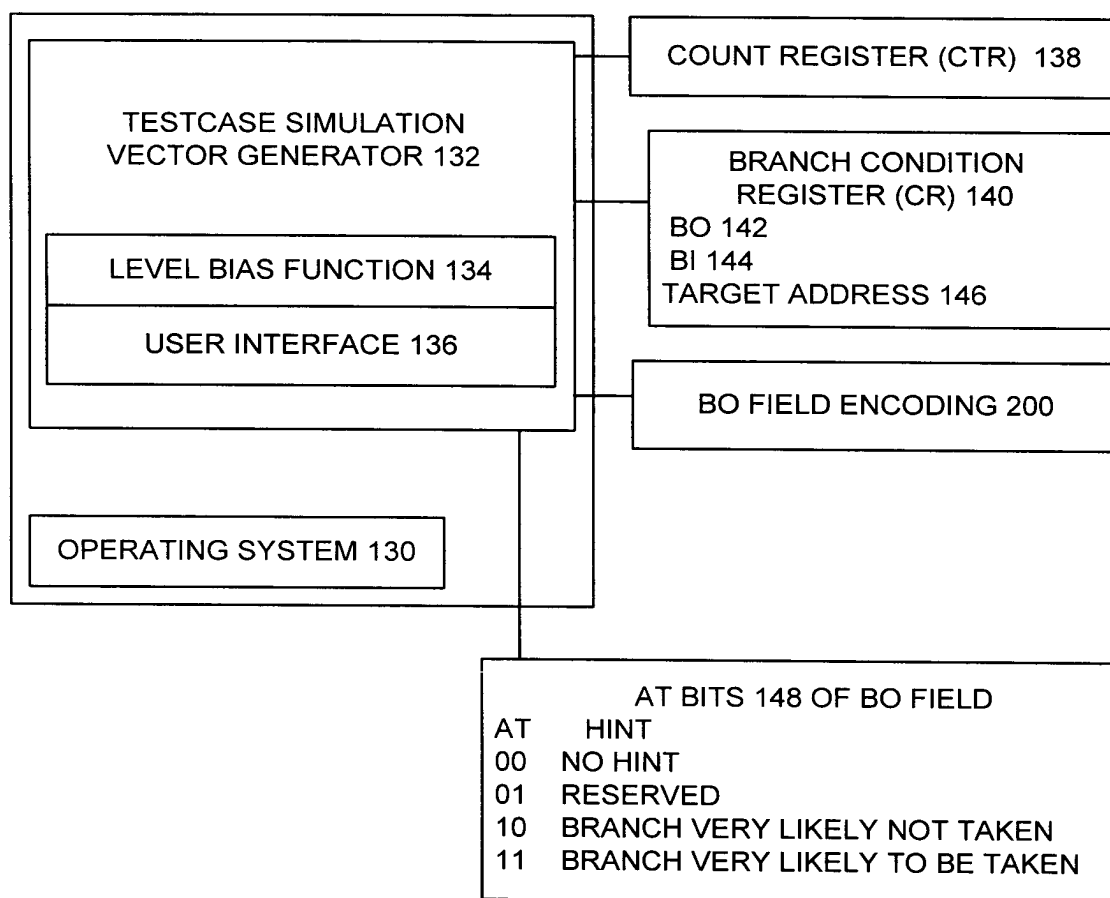 TESTCASE SIMULATION
VECTOR GENERATOR 132
LEVEL BIAS FUNCTION 134
USER INTERFACE 136
OPERATING SYSTEM 130
COUNT REGISTER (CTR) 138
BRANCH CONDITION
REGISTER (CR) 140
BO 142
BI 144
TARGET ADDRESS 146
BO FIELD ENCODING 200
AT BITS 148 OF BO FIELD
AT HINT
00 NO HINT
01 RESERVED
10 BRANCH VERY LIKELY NOT TAKEN
11 BRANCH VERY LIKELY TO BE TAKEN